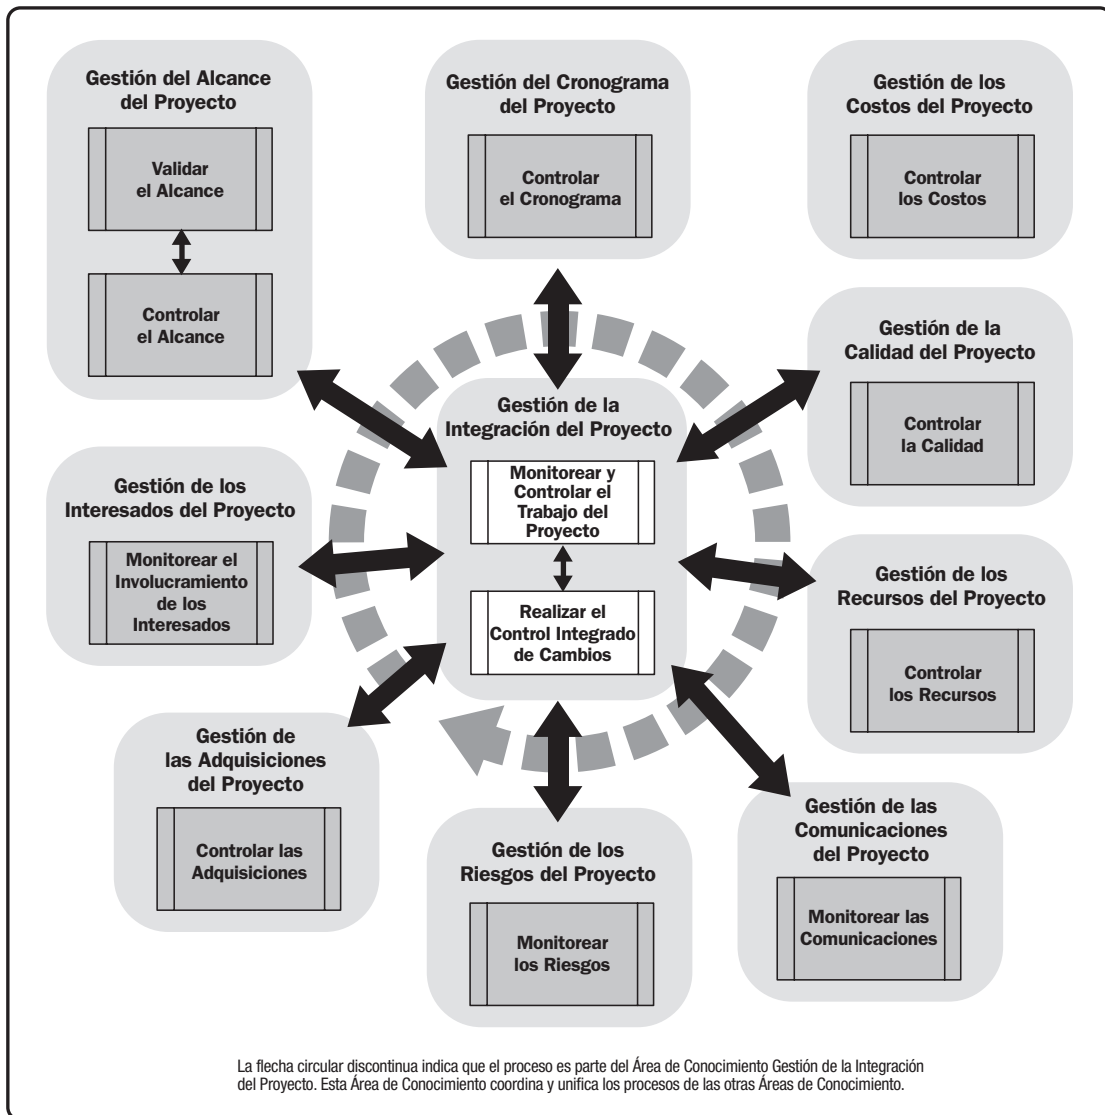 Gestión del Alcance
del Proyecto
Validar
el Alcance
Controlar
el Alcance
Gestión del Cronograma
del Proyecto
Controlar
el Cronograma
Gestión de los
Costos del Proyecto
Controlar
los Costos
Gestión de la
Calidad del Proyecto
Controlar
la Calidad
Gestión de la
Integración del Proyecto
Monitorear y
Controlar el
Trabajo del
Proyecto
Realizar el
Control Integrado
de Cambios
Gestión de los
Interesados del Proyecto
Monitorear el
Involucramiento
de los
Interesados
Gestión de los
Recursos del Proyecto
Controlar
los Recursos
Gestión de
las Adquisiciones
del Proyecto
Controlar las
Adquisiciones
Gestión de los
Riesgos del Proyecto
Monitorear
los Riesgos
Gestión de las
Comunicaciones
del Proyecto
Monitorear las
Comunicaciones
La flecha circular discontinua indica que el proceso es parte del Área de Conocimiento Gestión de la Integración
del Proyecto. Esta Área de Conocimiento coordina y unifica los procesos de las otras Áreas de Conocimiento.